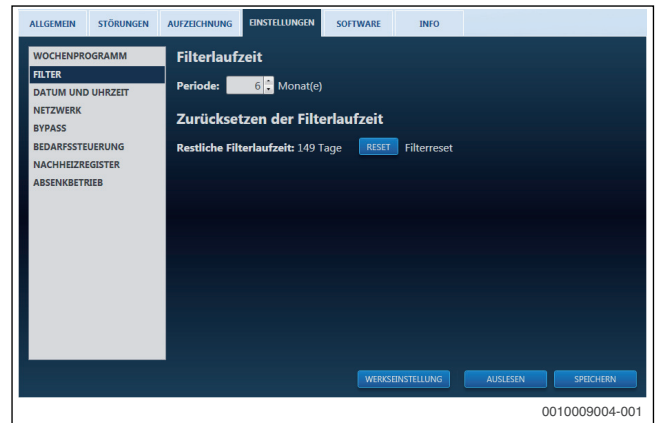 ALLGEMEIN STÖRUNGEN AUFZEICHNUNG EINSTELLUNGEN SOFTWARE INFO
WOCHENPROGRAMM
FILTER
DATUM UND UHRZEIT
NETZWERK
BYPASS
BEDARFSSTEUERUNG
NACHHEIZREGISTER
ABSENKBETRIEB
Filterlaufzeit
Periode: 6 Monat(e)
Zurücksetzen der Filterlaufzeit
Restliche Filterlaufzeit: 149 Tage RESET Filterreset
WERKSEINSTELLUNG AUSLESEN SPEICHERN
0010009004-001